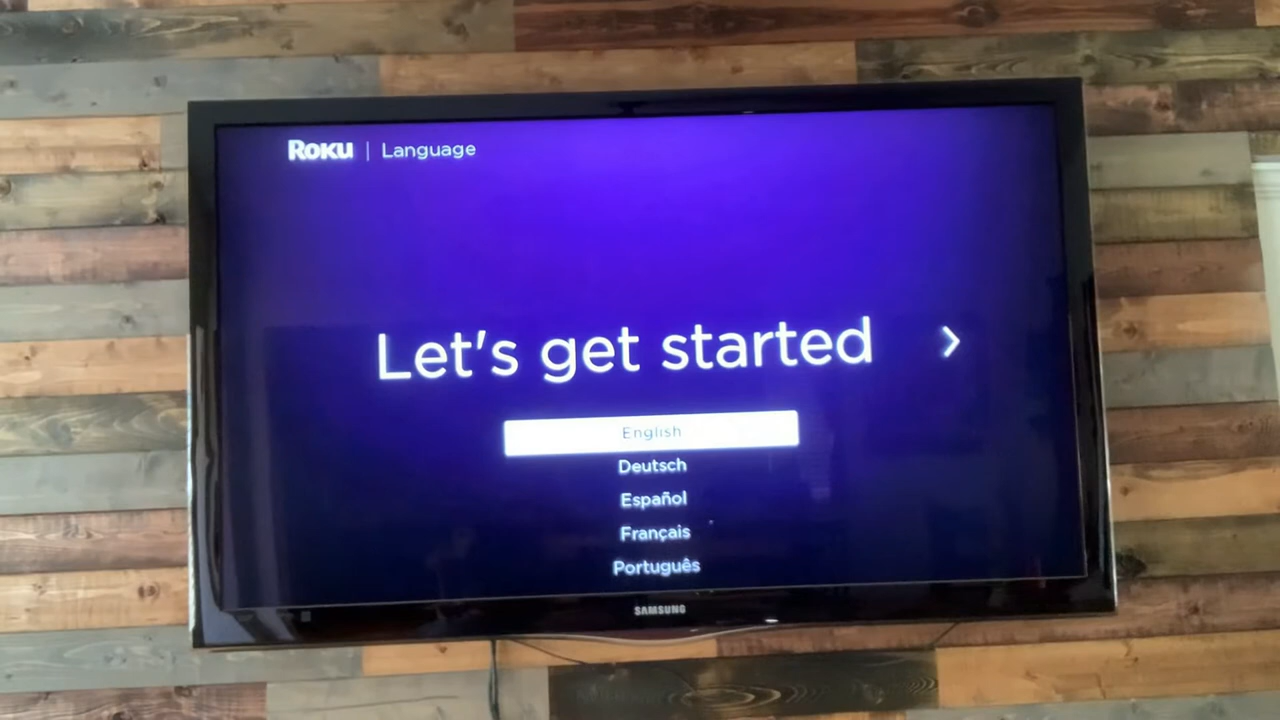 Roku | Language
Let's get started
English
Deutsch
Español
Français
Português
SAMSUNG